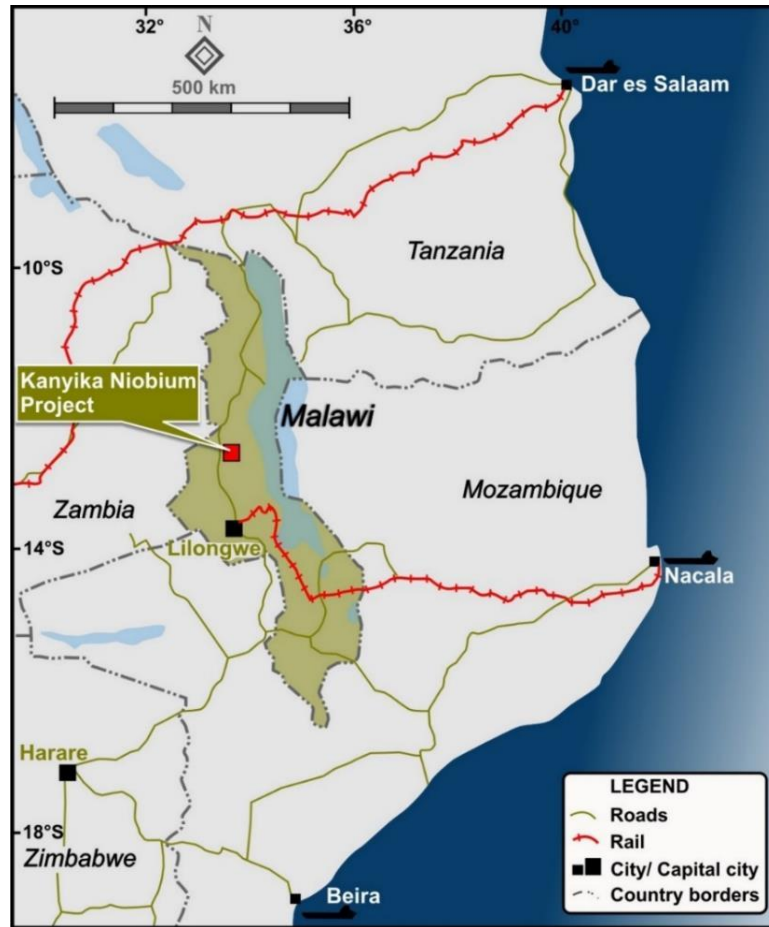 32°
36°
40°
N
500 km
Dar es Salaam
Tanzania
10°S
Kanyika Niobium
Project
Malawi
Mozambique
Zambia
Lilongwe
14°S
Nacala
Harare
LEGEND
Roads
Rail
City/ Capital city
Country borders
18°S
Zimbabwe
Beira